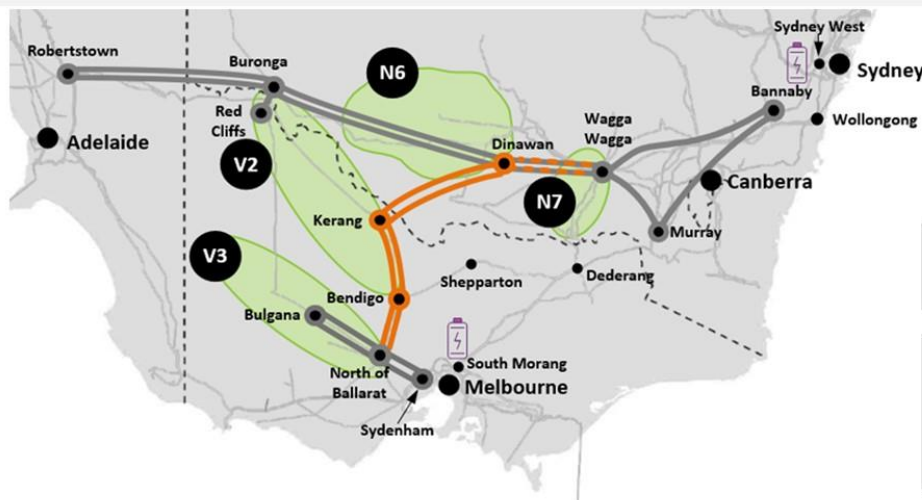 Sydney West
Robertstown
Buronga
N6
Sydney
Bannaby
Red
Cliffs
Wagga
Wagga
Wollongong
Adelaide
Dinawan
V2
Canberra
N7
Kerang
Murray
V3
Shepparton
Dederang
Bendigo
Bulgana
South Morang
North of
Ballarat
Melbourne
Sydenham